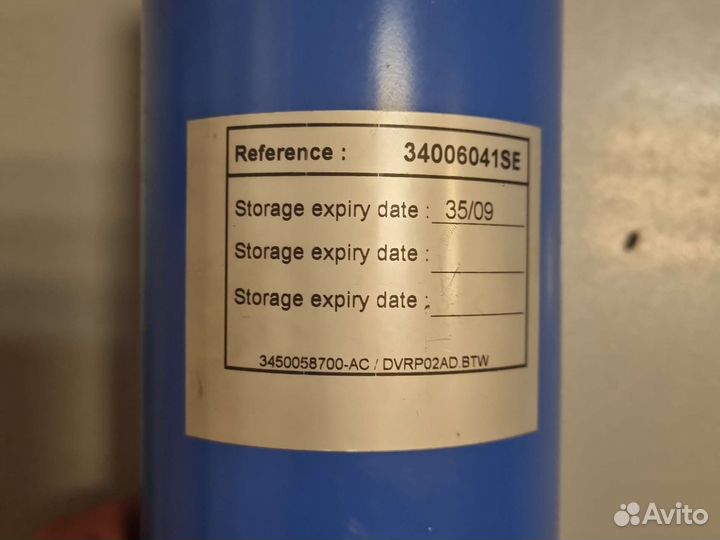 Reference : 34006041SE
Storage expiry date : 35/09
Storage expiry date :
Storage expiry date :
3450058700-AC / DVRP02AD.BTW
Avito